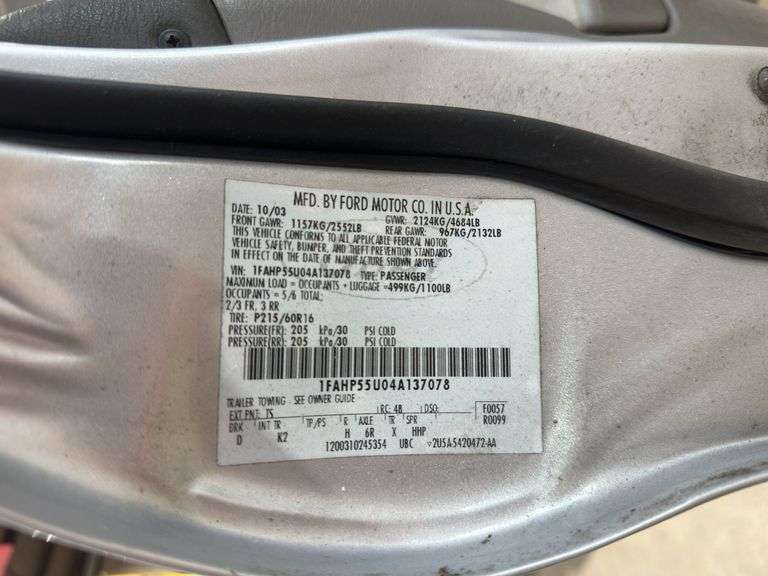 MFD. BY FORD MOTOR CO. IN U.S.A.
DATE: 10/03 GVWR: 2124KG/4684LB
FRONT GAWR: 1157KG/2552LB REAR GAWR: 967KG/2132LB
THIS VEHICLE CONFORMS TO ALL APPLICABLE FEDERAL MOTOR
VEHICLE SAFETY, BUMPER, AND THEFT PREVENTION STANDARDS
IN EFFECT ON THE DATE OF MANUFACTURE SHOWN ABOVE.
VIN: 1FAHP55U04A137078 TYPE: PASSENGER
MAXIMUM LOAD = OCCUPANTS + LUGGAGE =499KG/1100LB
OCCUPANTS = 5/6 TOTAL:
2/3 FR, 3 RR
TIRE: P215/60R16
PRESSURE(FR) 205 kPa/30 PSI COLD
PRESSURE(RR) 205 kPa/30 PSI COLD
1FAHP55U04A137078
TRAILER TOWING - SEE OWNER GUIDE
EXT PNT: TS RC: 48 DSO: F0057
BRK INT TR TP/PS R AXLE TR SPR R0099
D K2 H 6R X HHP
1200310245354 UBC 2U5A-5420472-AA